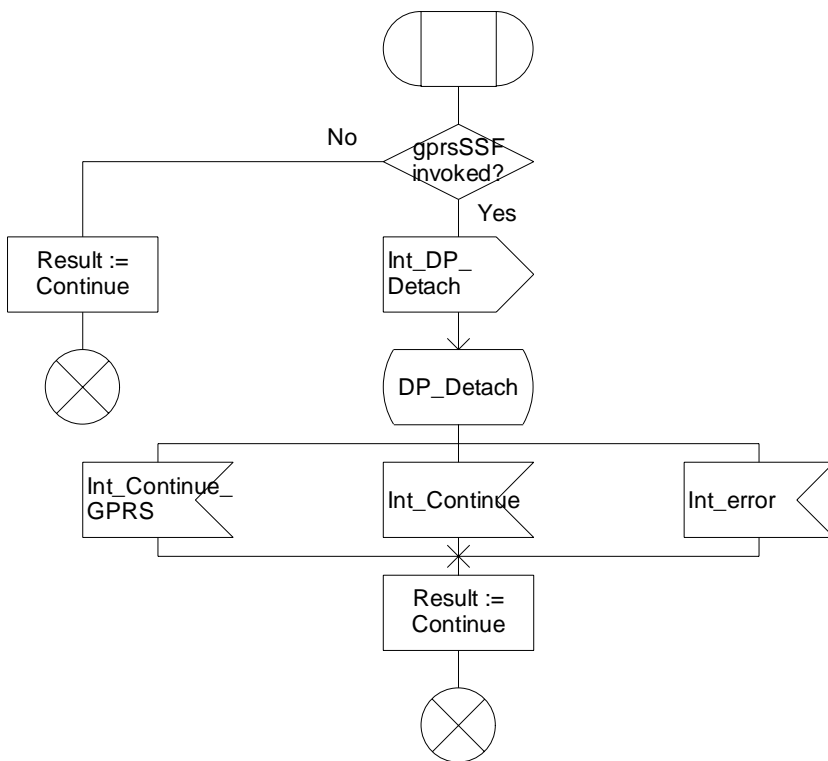 No
gprsSSF
invoked?
Yes
Result :=
Continue
Int_DP_
Detach
DP_Detach
Int_Continue_
GPRS
Int_Continue
Int_error
Result :=
Continue